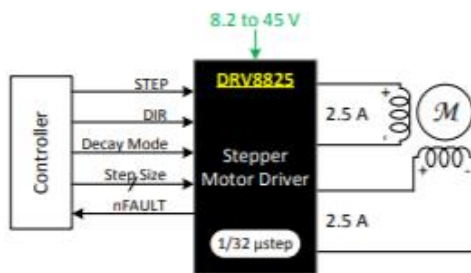 8.2 to 45 V
DRV8825
Controller
STEP
DIR
Decay Mode
Step Size
nFAULT
Stepper
Motor Driver
1/32 µstep
2.5 A
2.5 A
+
-
M
+
-